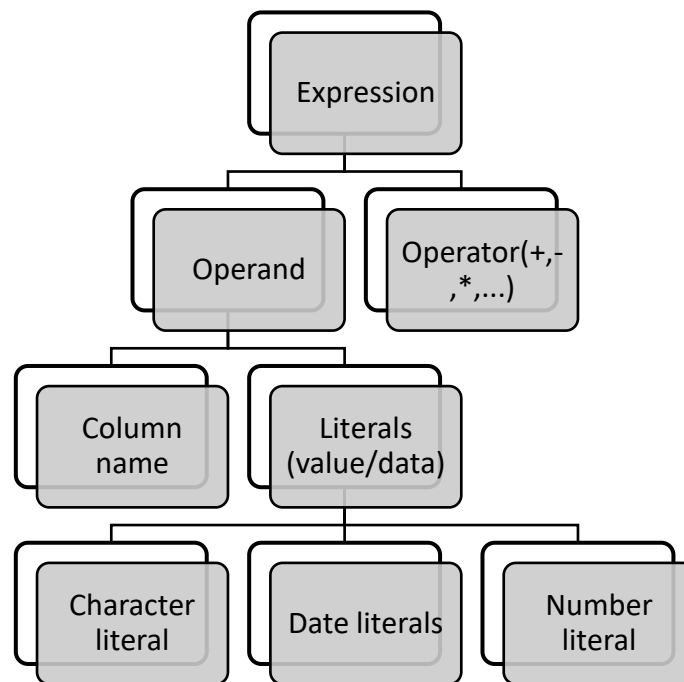 Expression
Operand
Operator(+,-
,*,...)
Column
name
Literals
(value/data)
Character
literal
Date literals
Number
literal